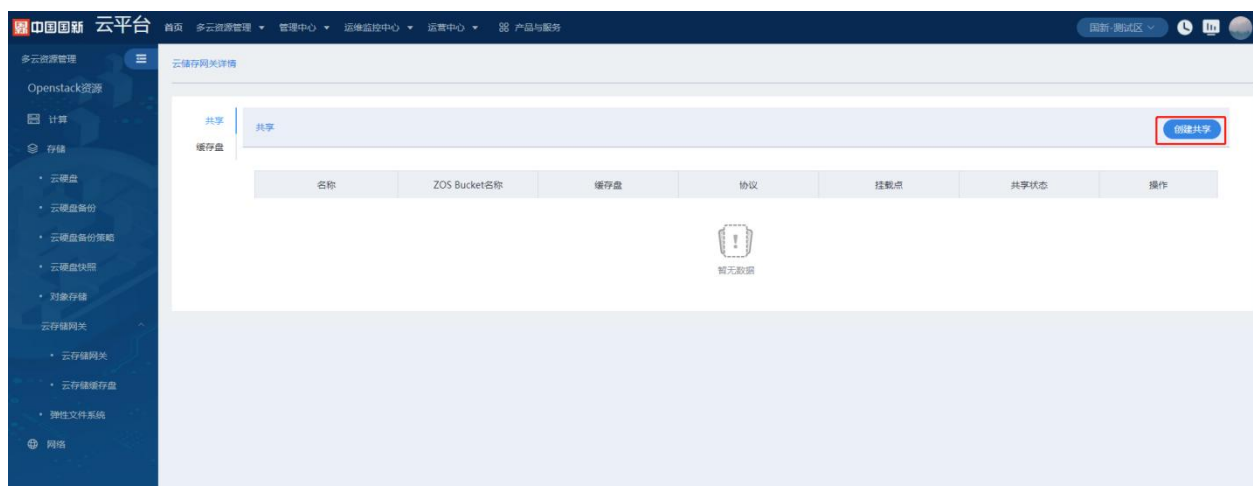 中国国新 云平台 首页 多云资源管理 管理中心 运维监控中心 运营中心 产品与服务 国新-测试区
多云资源管理
云储存网关详情
Openstack资源
计算
存储
云硬盘
云硬盘备份
云硬盘备份策略
云硬盘快照
对象存储
云存储网关
云存储网关
云存储缓存盘
弹性文件系统
网络
共享
缓存盘
共享
创建共享
名称 ZOS Bucket名称 缓存盘 协议 挂载点 共享状态 操作
暂无数据